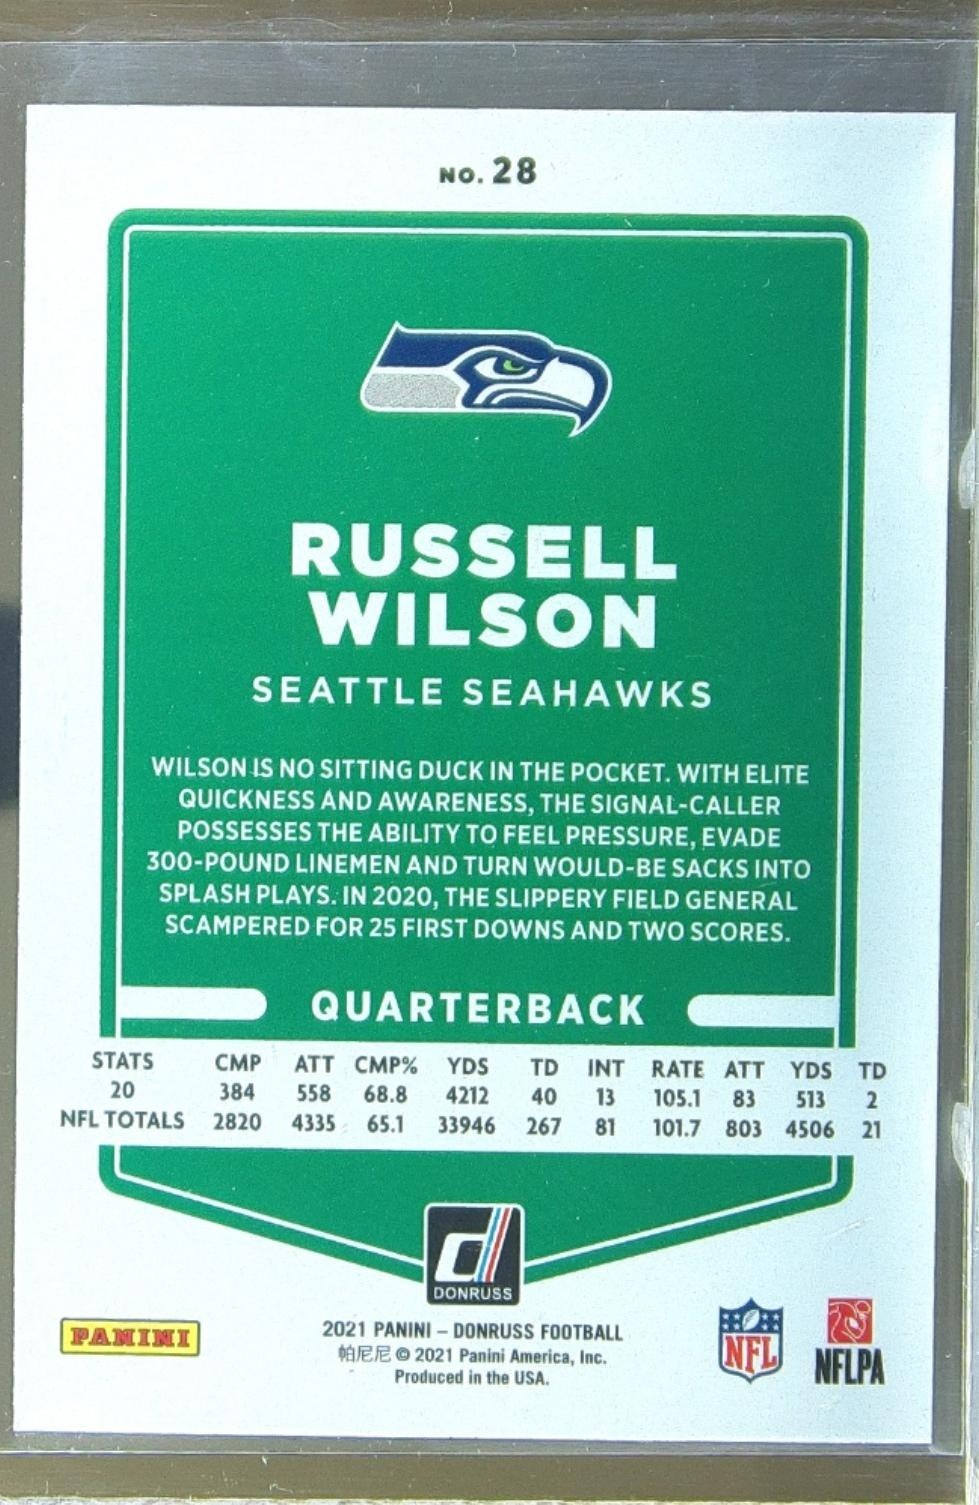 NO. 28
RUSSELL
WILSON
SEATTLE SEAHAWKS
WILSON IS NO SITTING DUCK IN THE POCKET. WITH ELITE
QUICKNESS AND AWARENESS, THE SIGNAL-CALLER
POSSESSES THE ABILITY TO FEEL PRESSURE, EVADE
300-POUND LINEMEN AND TURN WOULD-BE SACKS INTO
SPLASH PLAYS. IN 2020, THE SLIPPERY FIELD GENERAL
SCAMPERED FOR 25 FIRST DOWNS AND TWO SCORES.
QUARTERBACK
STATS CMP ATT CMP% YDS TD INT RATE ATT YDS TD
20 384 558 68.8 4212 40 13 105.1 83 513 2
NFL TOTALS 2820 4335 65.1 33946 267 81 101.7 803 4506 21
d
DONRUSS
PANINI
2021 PANINI – DONRUSS FOOTBALL
帕尼尼 © 2021 Panini America, Inc.
Produced in the USA.
NFL
NFLPA